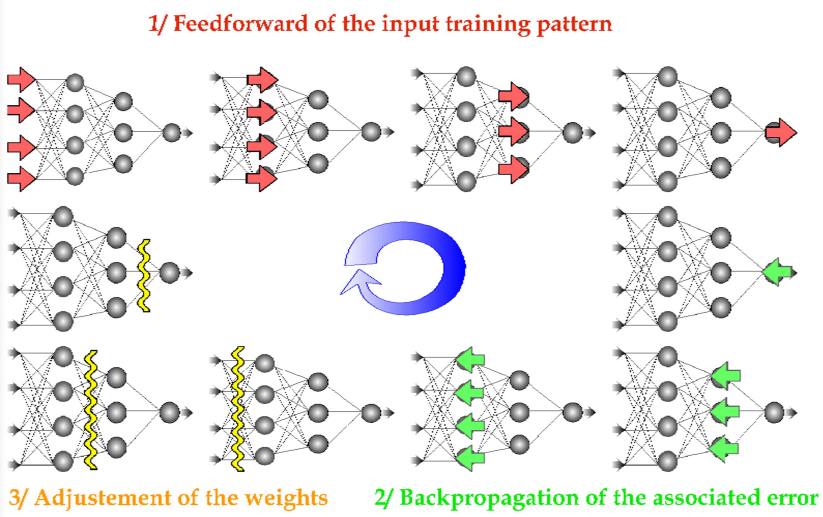 1/ Feedforward of the input training pattern
3/ Adjustement of the weights
2/ Backpropagation of the associated error